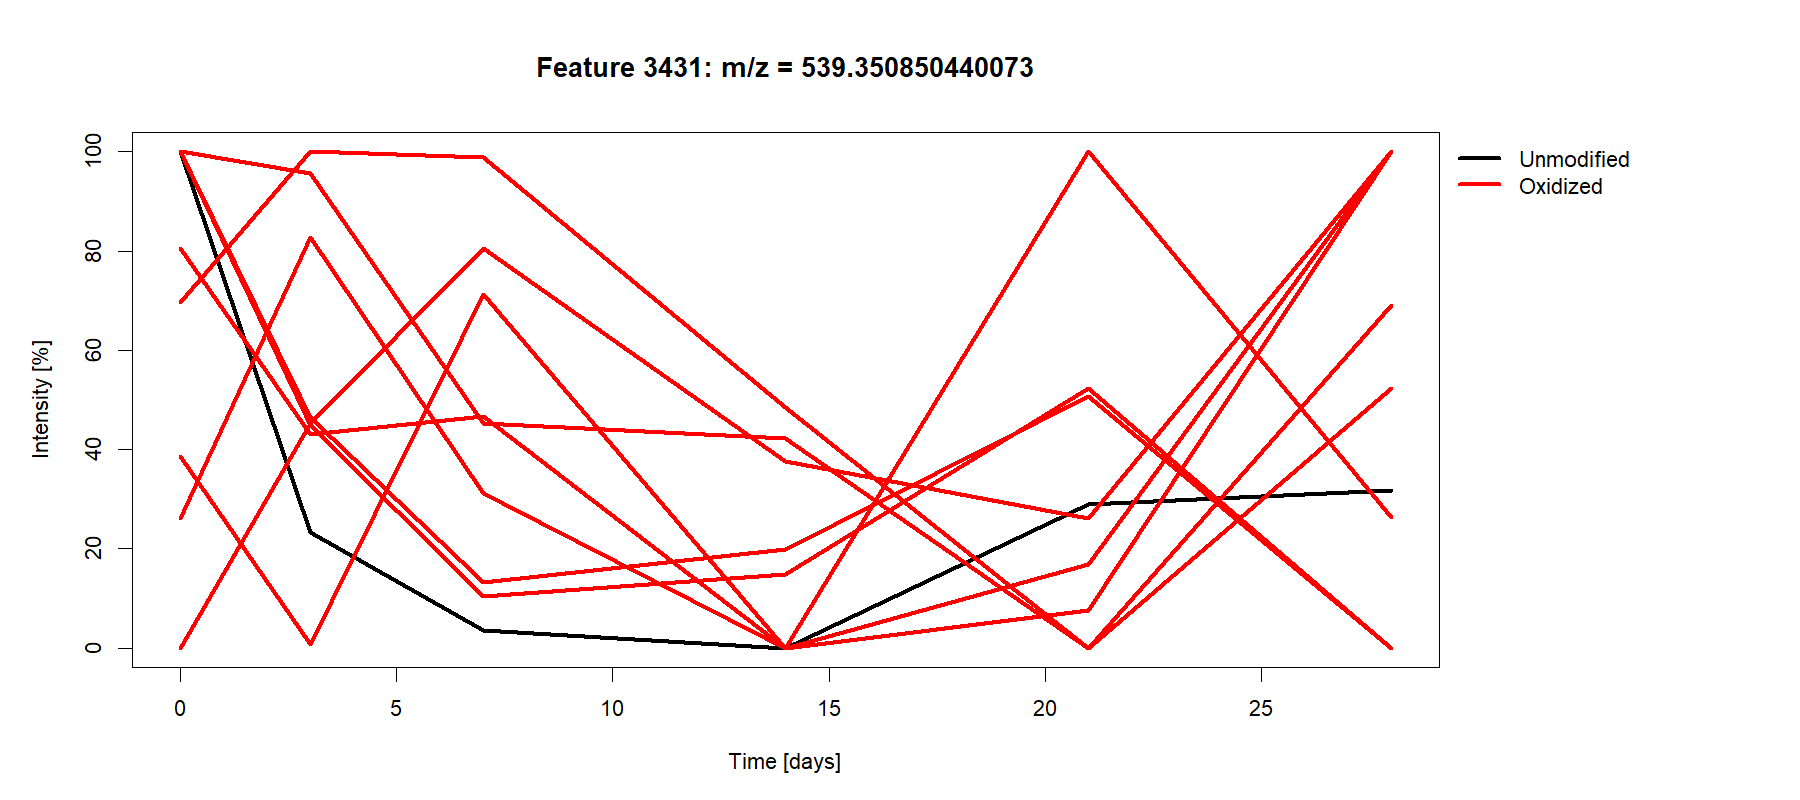 Feature 3431: m/z = 539.350850440073
Unmodified
Oxidized
Intensity [%]
100
80
60
40
20
0
0 5 10 15 20 25
Time [days]